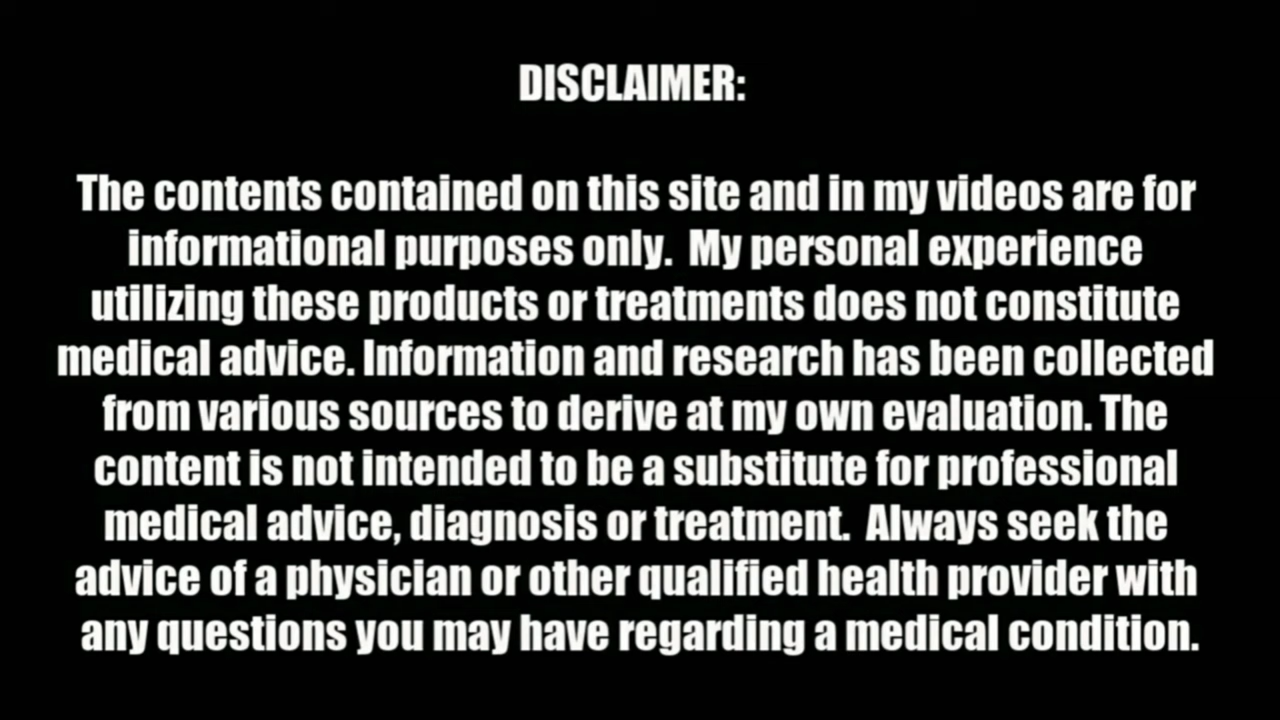 DISCLAIMER:
The contents contained on this site and in my videos are for
informational purposes only.  My personal experience
utilizing these products or treatments does not constitute
medical advice. Information and research has been collected
from various sources to derive at my own evaluation. The
content is not intended to be a substitute for professional
medical advice, diagnosis or treatment.  Always seek the
advice of a physician or other qualified health provider with
any questions you may have regarding a medical condition.